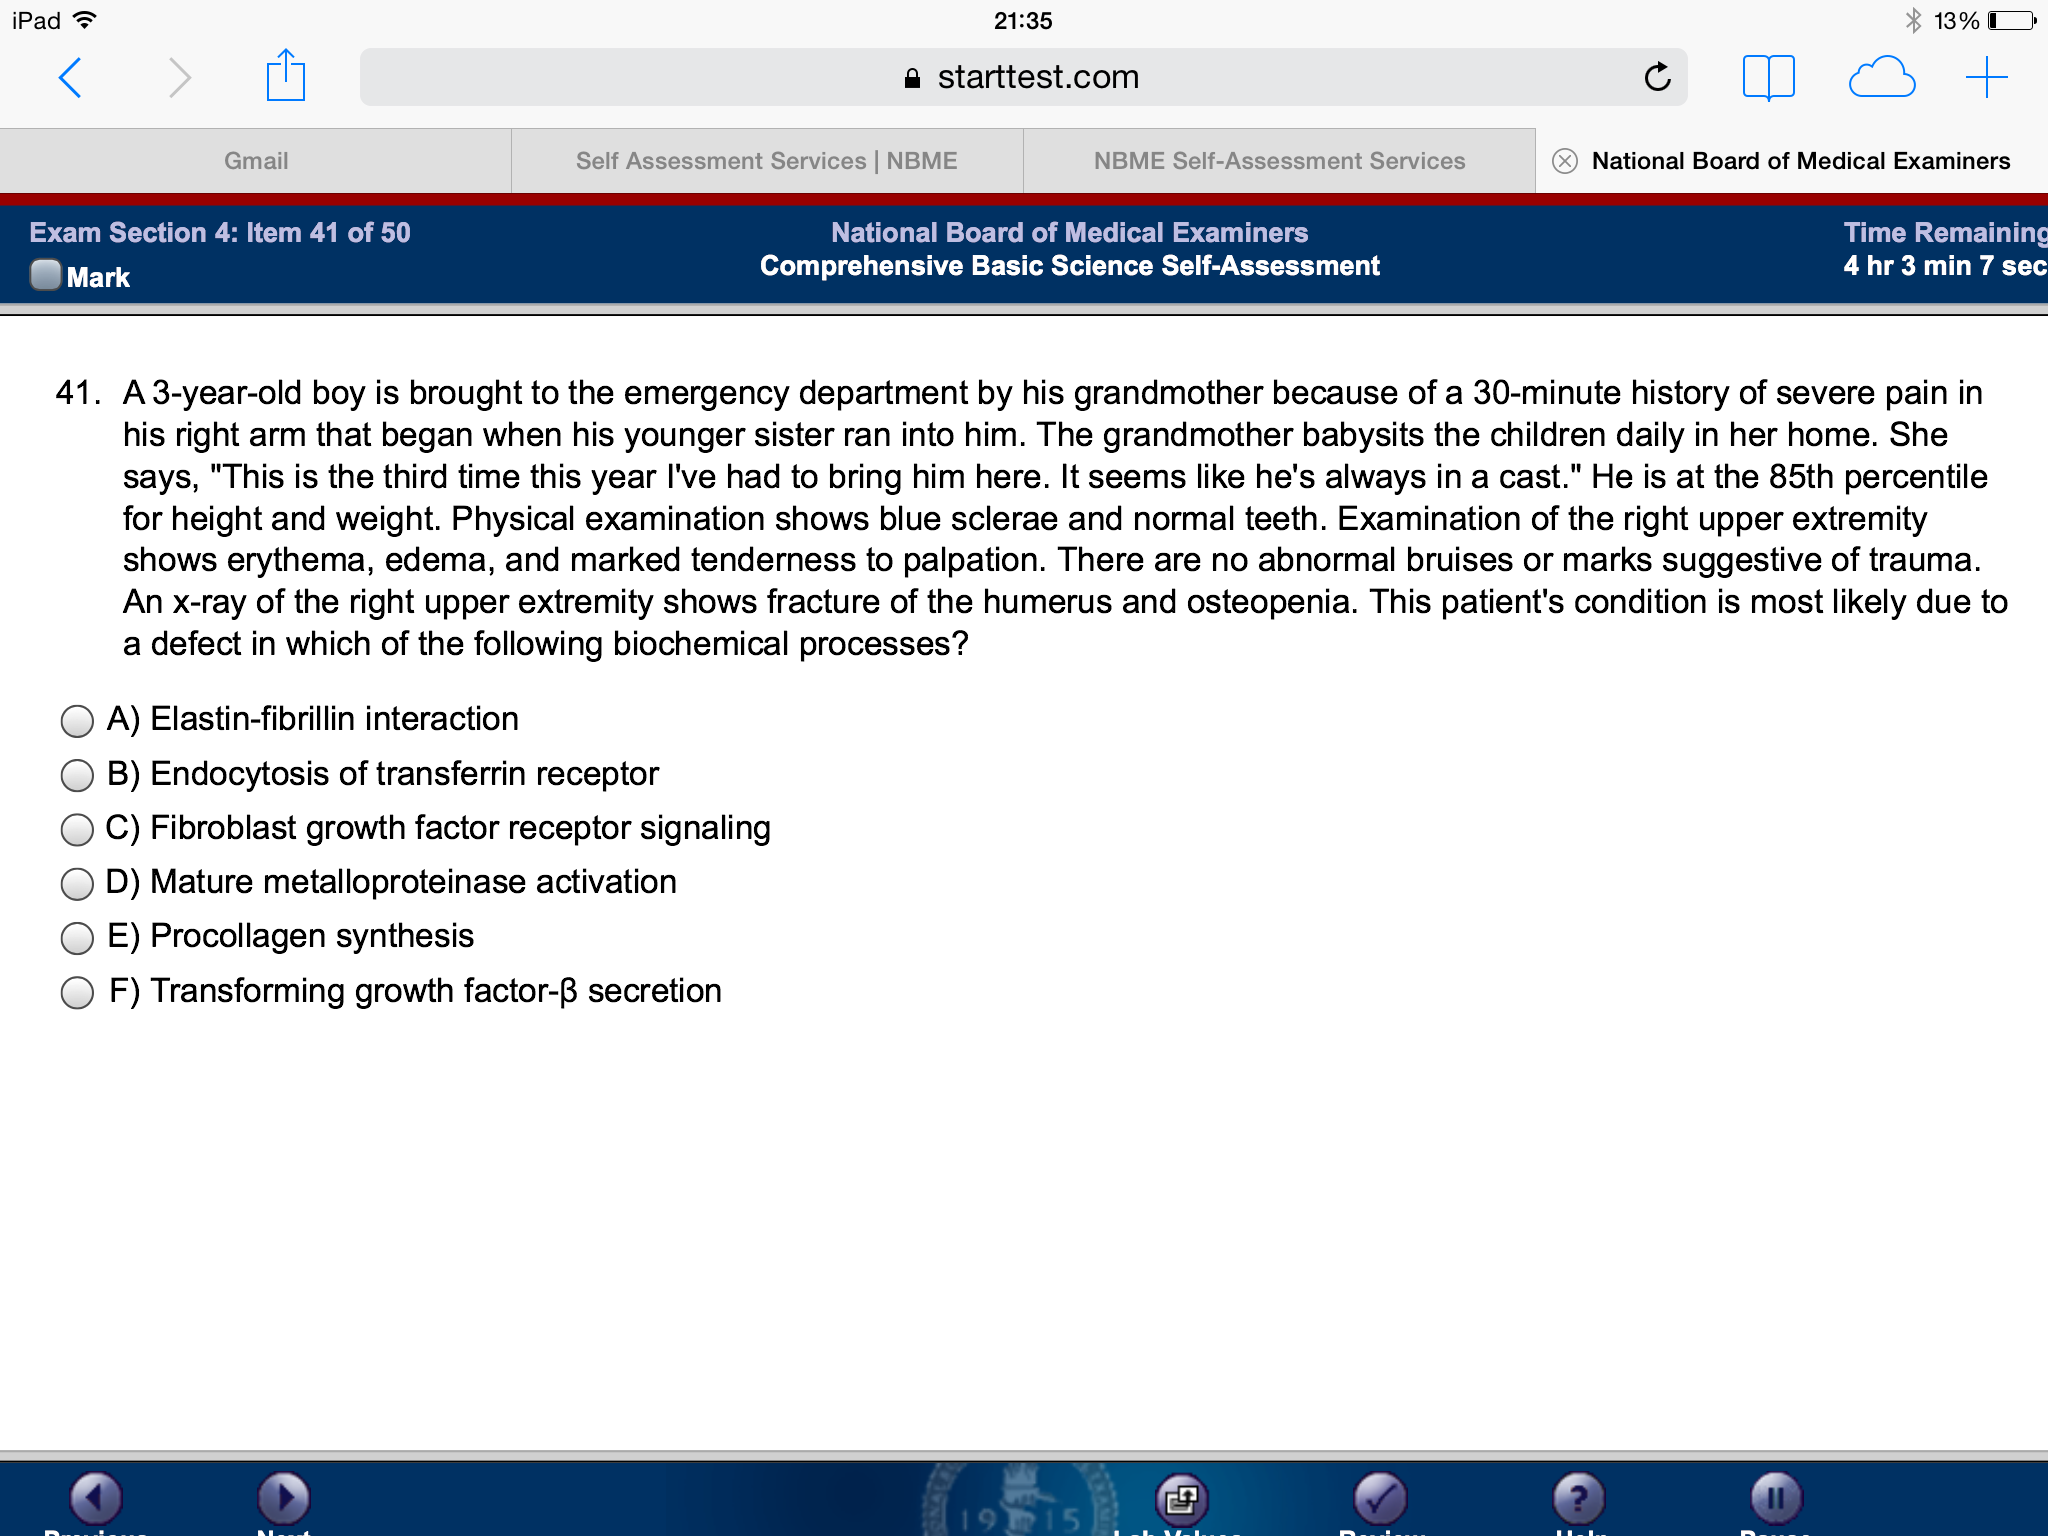 iPad 21:35 13%
starttest.com
Gmail Self Assessment Services | NBME NBME Self-Assessment Services National Board of Medical Examiners
Exam Section 4: Item 41 of 50 National Board of Medical Examiners Time Remaining
Mark Comprehensive Basic Science Self-Assessment 4 hr 3 min 7 sec
41. A 3-year-old boy is brought to the emergency department by his grandmother because of a 30-minute history of severe pain in
his right arm that began when his younger sister ran into him. The grandmother babysits the children daily in her home. She
says, "This is the third time this year I've had to bring him here. It seems like he's always in a cast." He is at the 85th percentile
for height and weight. Physical examination shows blue sclerae and normal teeth. Examination of the right upper extremity
shows erythema, edema, and marked tenderness to palpation. There are no abnormal bruises or marks suggestive of trauma.
An x-ray of the right upper extremity shows fracture of the humerus and osteopenia. This patient's condition is most likely due to
a defect in which of the following biochemical processes?
A) Elastin-fibrillin interaction
B) Endocytosis of transferrin receptor
C) Fibroblast growth factor receptor signaling
D) Mature metalloproteinase activation
E) Procollagen synthesis
F) Transforming growth factor-β secretion
19 15
Previous Next Lab Values Review Help Pause